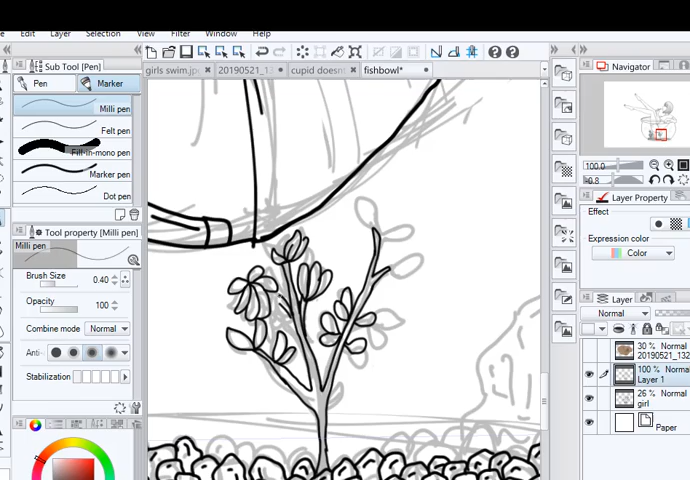 Edit Layer Selection View Filter Window Help
Sub Tool [Pen]
Pen Marker
Milli pen
Felt pen
Fill-in-mono pen
Marker pen
Dot pen
Tool property [Milli pen]
Milli pen
Brush Size 0.40
Opacity 100
Combine mode Normal
Anti-
Stabilization
girls swim.jp
20190521_1
cupid doesn
fishbowl*
Navigator
100.0
-0.8
Layer Property
Effect
Expression color
Color
Layer
Normal
30 % Normal
20190521_132
100 % Normal
Layer 1
26 % Normal
girl
Paper